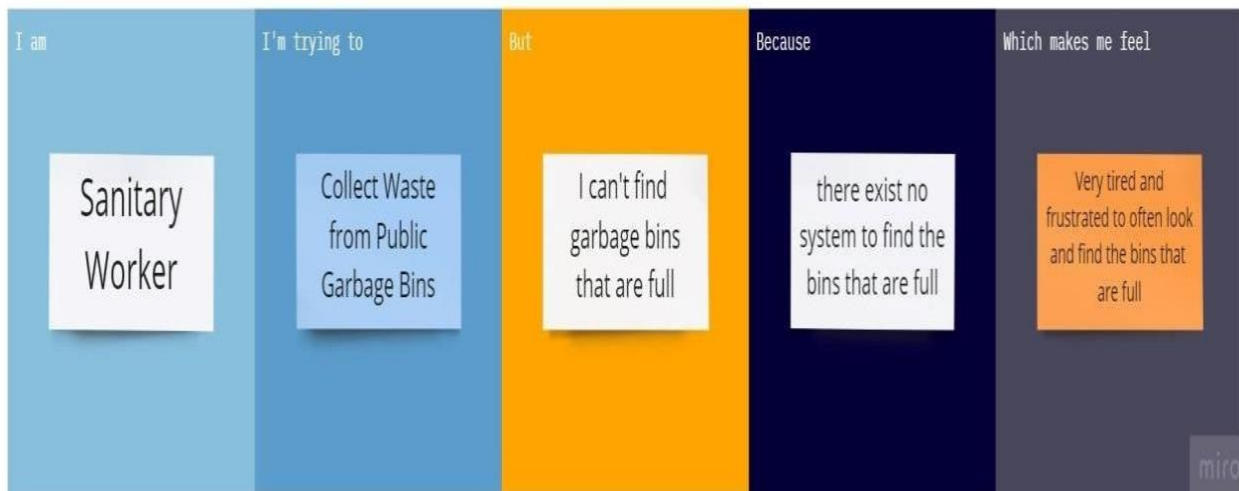 I am
Sanitary
Worker
I'm trying to
Collect Waste
from Public
Garbage Bins
But
I can't find
garbage bins
that are full
Because
there exist no
system to find the
bins that are full
Which makes me feel
Very tired and
frustrated to often look
and find the bins that
are full
miro